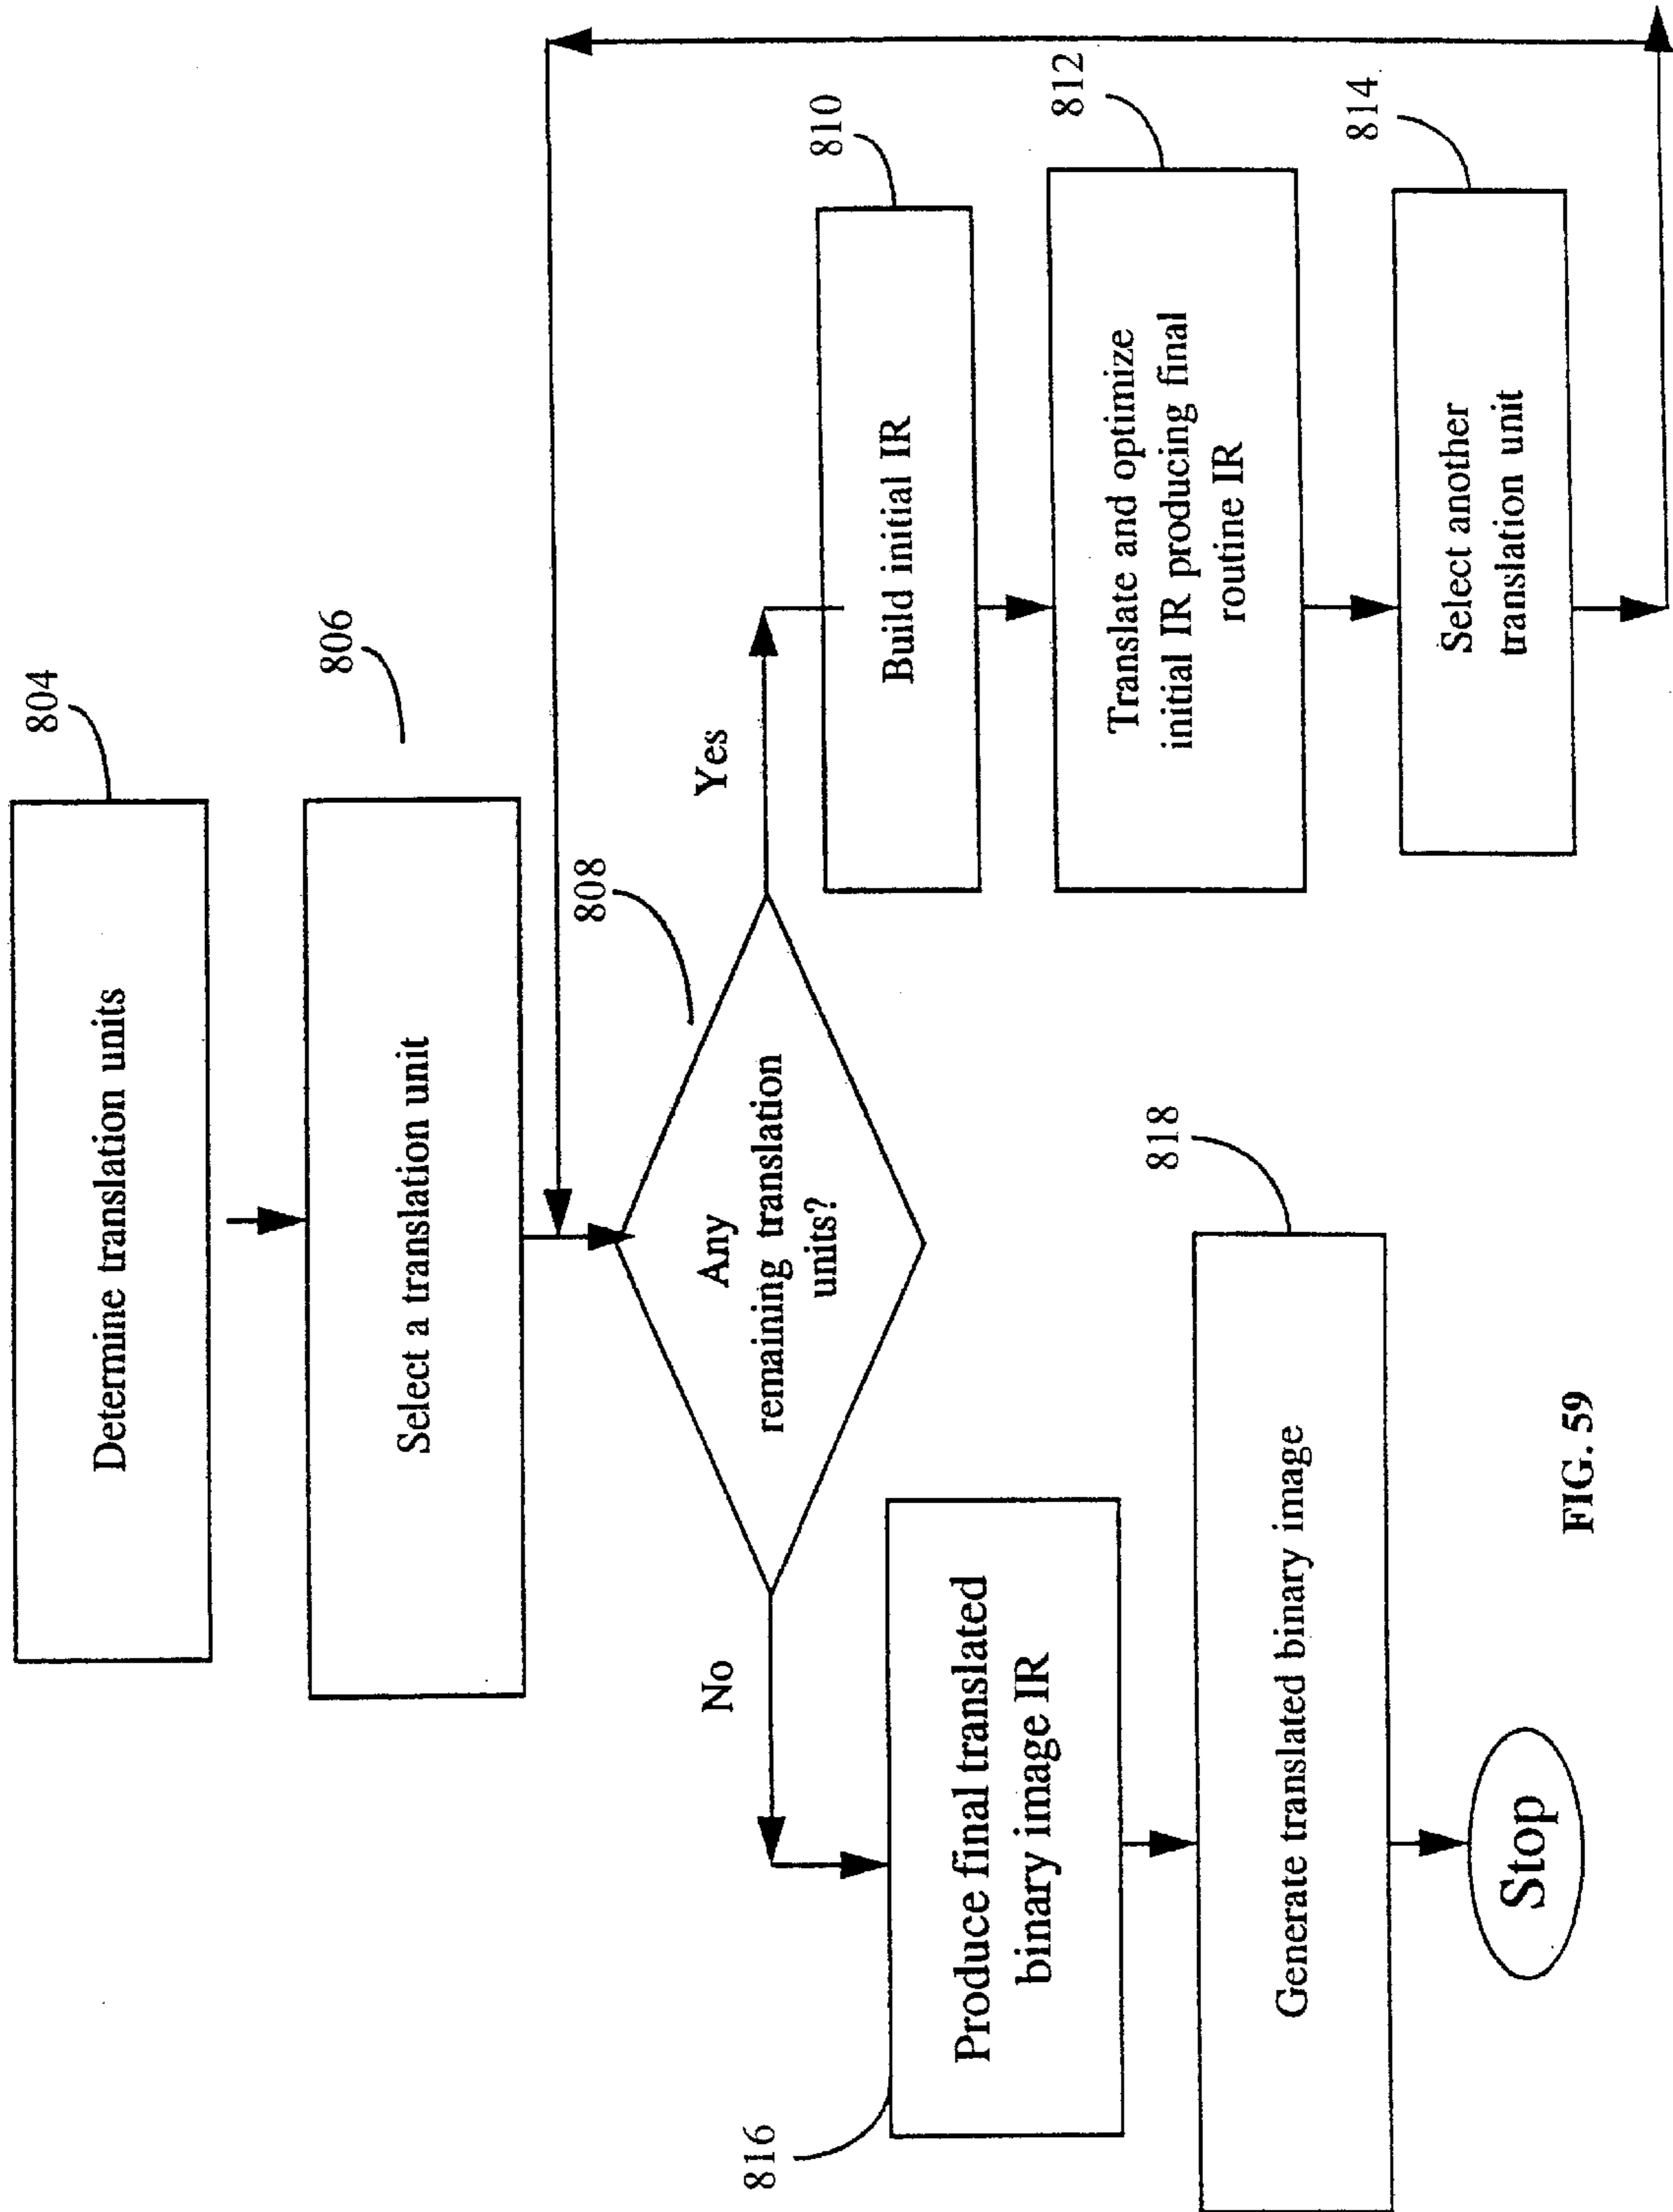 804
Determine translation units
806
Select a translation unit
808
Any
remaining translation
units?
Yes
No
810
Build initial IR
812
Translate and optimize
initial IR producing final
routine IR
814
Select another
translation unit
816
Produce final translated
binary image IR
818
Generate translated binary image
Stop
FIG. 59